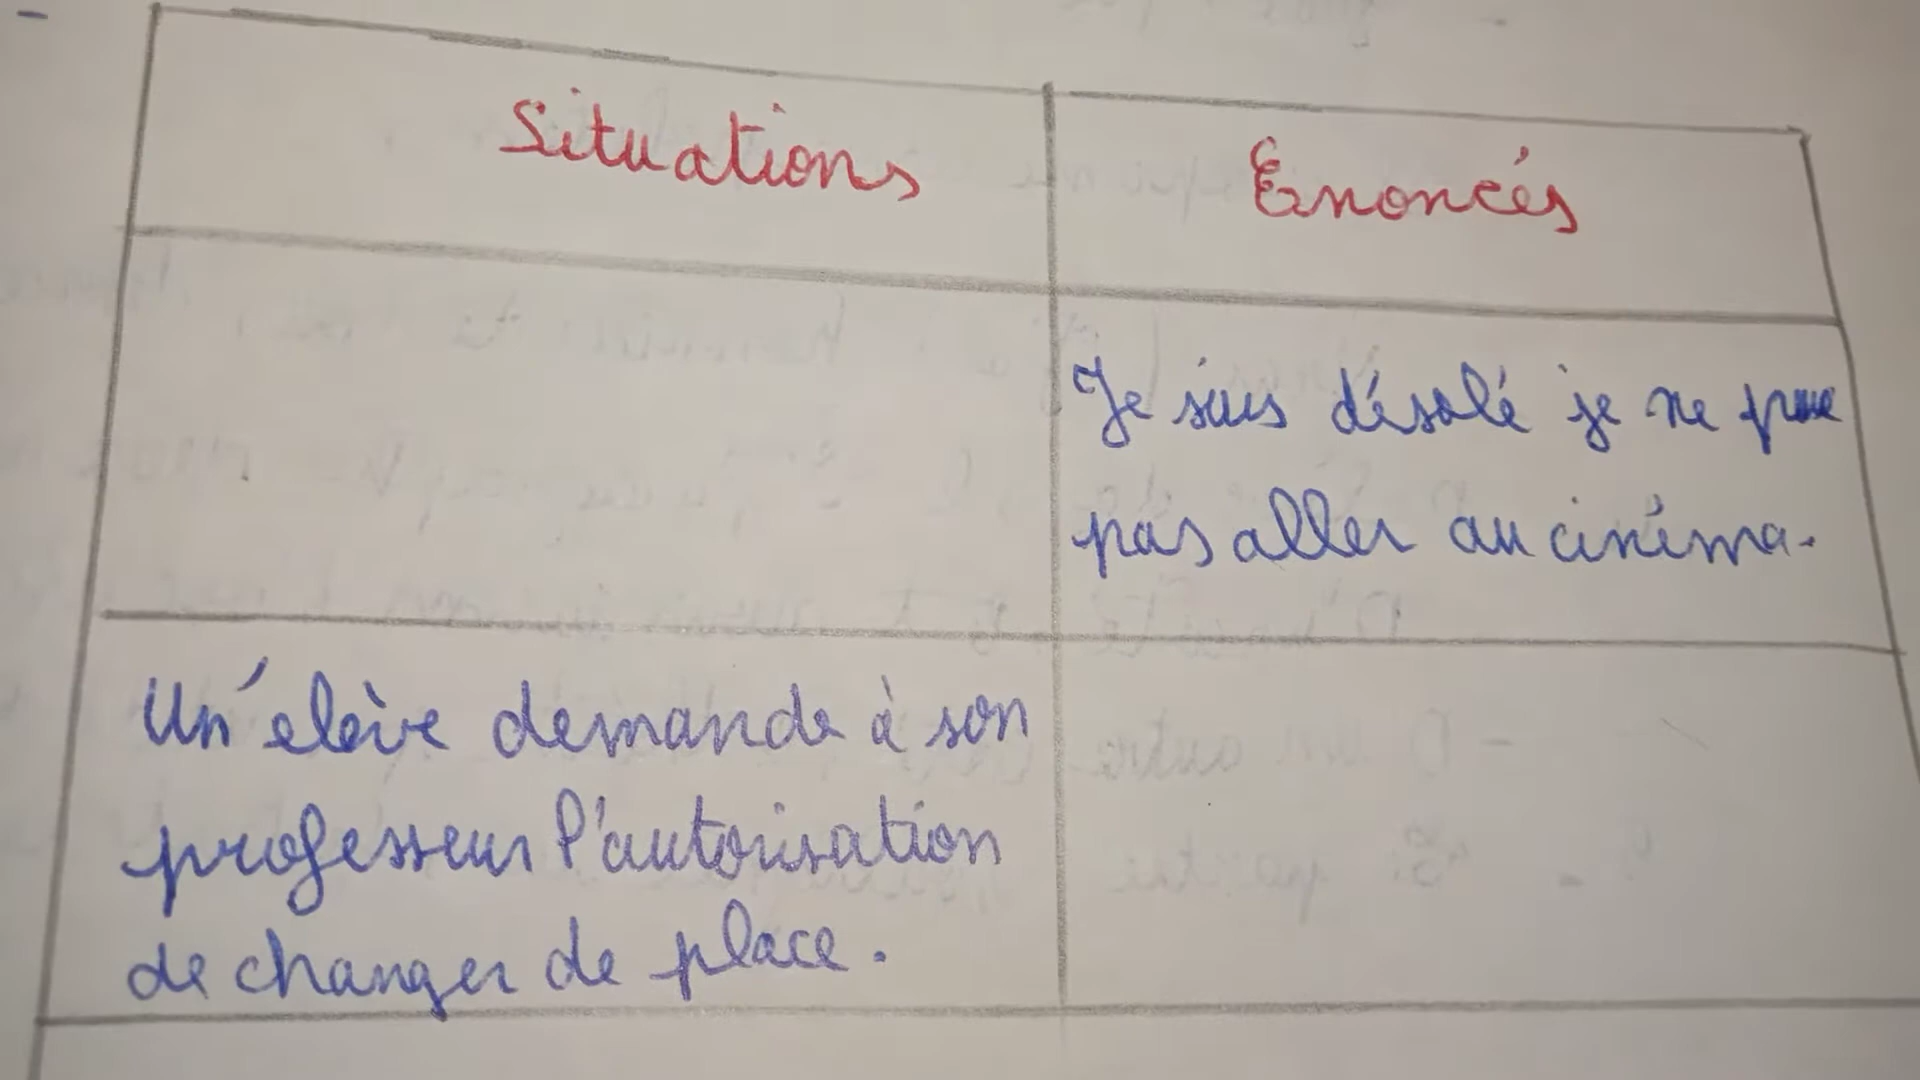 Situations
Enoncés
Je suis désolé je ne
pas aller au cinéma.
Un élève demande à son
professeur l'autorisation
de changer de place.